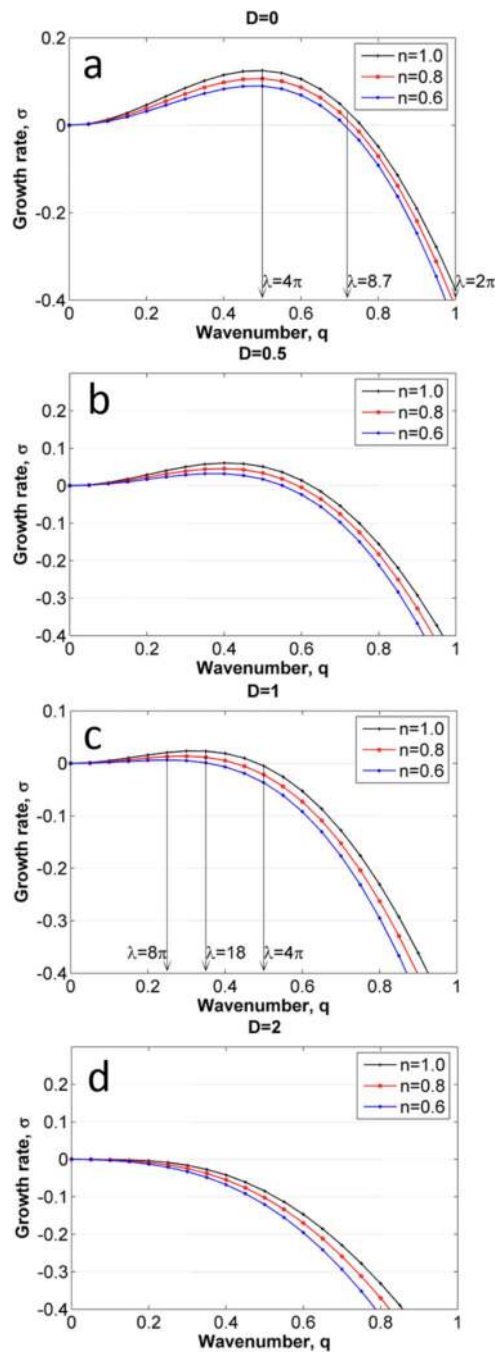 D=0
a
n=1.0
n=0.8
n=0.6
0.2
0
-0.2
-0.4
Growth rate, σ
λ=4π
λ=8.7
λ=2π
0 0.2 0.4 0.6 0.8 1
Wavenumber, q
D=0.5
b
n=1.0
n=0.8
n=0.6
0.2
0.1
0
-0.1
-0.2
-0.3
-0.4
Growth rate, σ
0 0.2 0.4 0.6 0.8 1
Wavenumber, q
D=1
c
n=1.0
n=0.8
n=0.6
0.1
0
-0.1
-0.2
-0.3
-0.4
Growth rate, σ
λ=8π
λ=18
λ=4π
0 0.2 0.4 0.6 0.8 1
Wavenumber, q
D=2
d
n=1.0
n=0.8
n=0.6
0.2
0.1
0
-0.1
-0.2
-0.3
-0.4
Growth rate, σ
0 0.2 0.4 0.6 0.8 1
Wavenumber, q